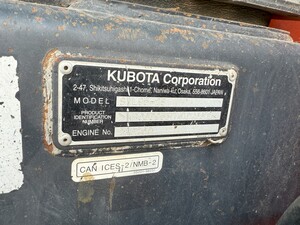 KUBOTA Corporation
2-47, Shikitsuhigashi 1-Chome, Naniwa-ku, Osaka, 556-8601 JAPAN
MODEL
PRODUCT
IDENTIFICATION
NUMBER
ENGINE No.
CAN ICES-2/NMB-2